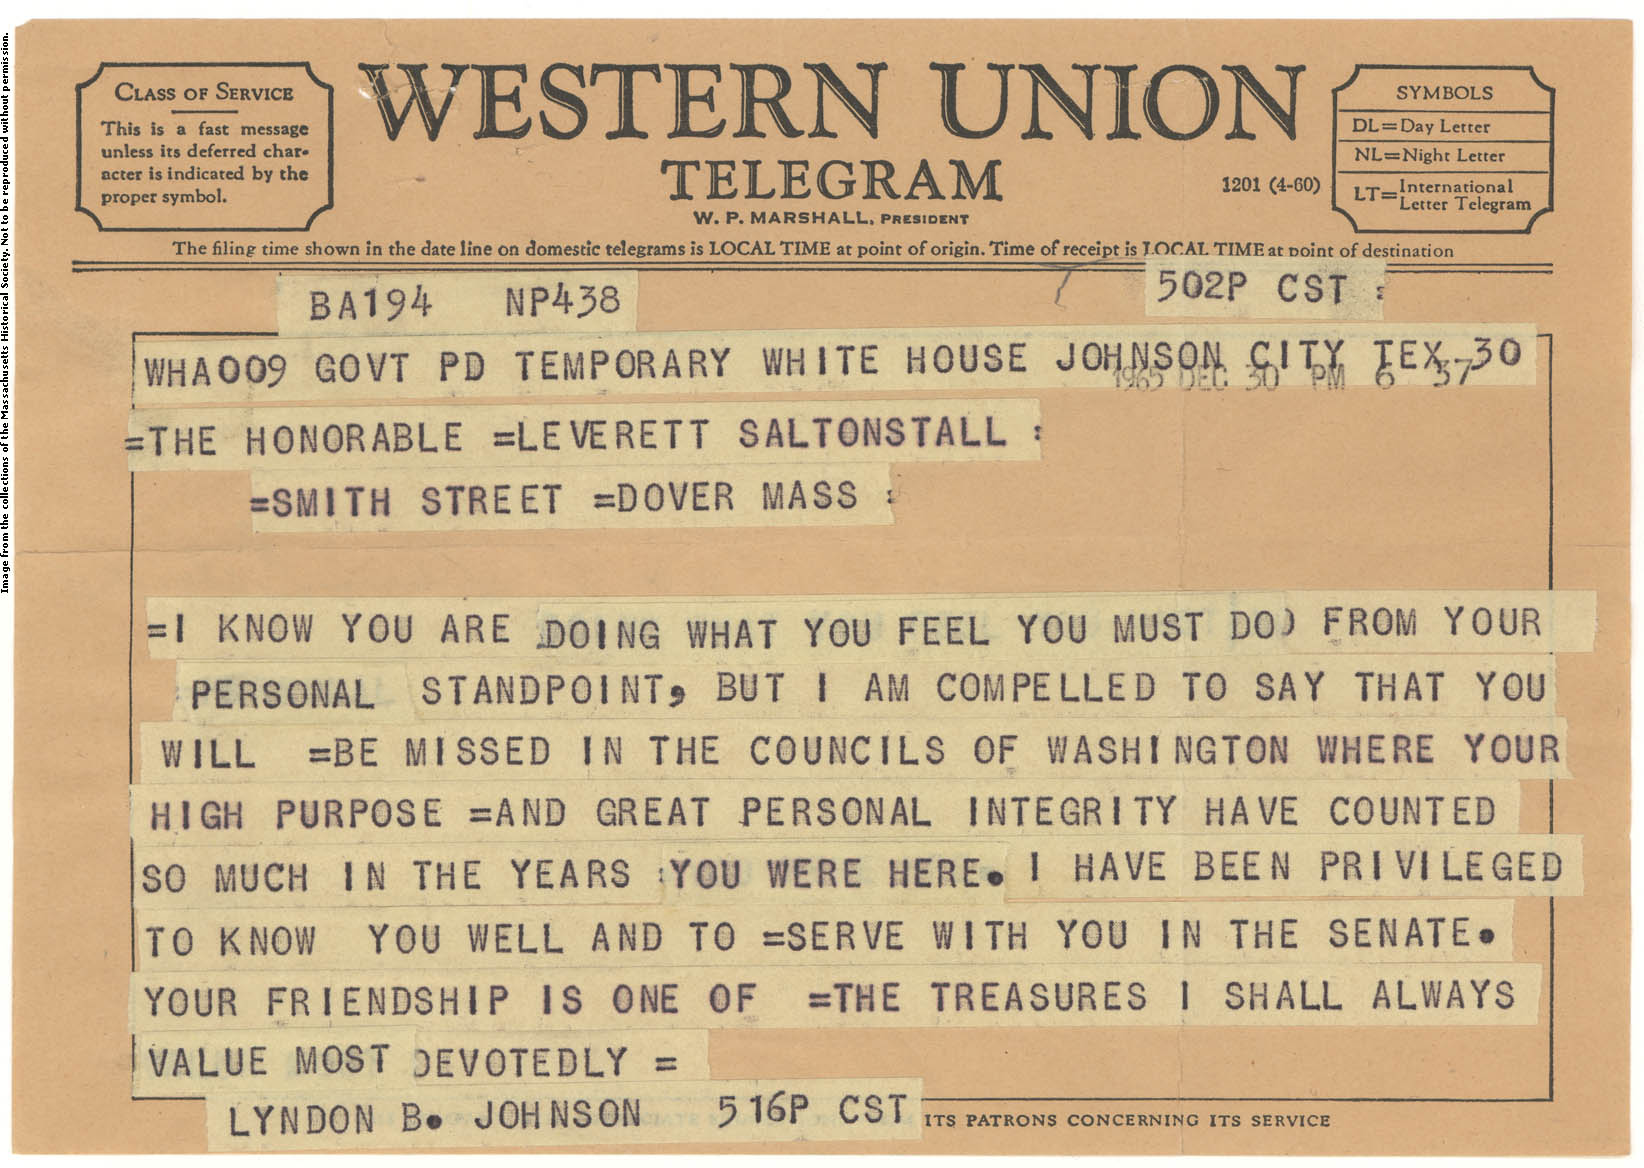 Image from the collections of the Massachusetts Historical Society. Not to be reproduced without permission.
CLASS OF SERVICE
This is a fast message
unless its deferred char-
acter is indicated by the
proper symbol.
WESTERN UNION
TELEGRAM
W. P. MARSHALL, PRESIDENT
1201 (4-60)
SYMBOLS
DL=Day Letter
NL=Night Letter
LT=International
Letter Telegram
The filing time shown in the date line on domestic telegrams is LOCAL TIME at point of origin. Time of receipt is LOCAL TIME at point of destination
BA194 NP438 502P CST :
WHA009 GOVT PD TEMPORARY WHITE HOUSE JOHNSON CITY TEX 30
1965 DEC 30 PM 6 37
=THE HONORABLE =LEVERETT SALTONSTALL :
=SMITH STREET =DOVER MASS :
=I KNOW YOU ARE DOING WHAT YOU FEEL YOU MUST DO) FROM YOUR
PERSONAL STANDPOINT, BUT I AM COMPELLED TO SAY THAT YOU
WILL =BE MISSED IN THE COUNCILS OF WASHINGTON WHERE YOUR
HIGH PURPOSE =AND GREAT PERSONAL INTEGRITY HAVE COUNTED
SO MUCH IN THE YEARS :YOU WERE HERE. I HAVE BEEN PRIVILEGED
TO KNOW YOU WELL AND TO =SERVE WITH YOU IN THE SENATE.
YOUR FRIENDSHIP IS ONE OF =THE TREASURES I SHALL ALWAYS
VALUE MOST DEVOTEDLY =
LYNDON B. JOHNSON 516P CST
ITS PATRONS CONCERNING ITS SERVICE